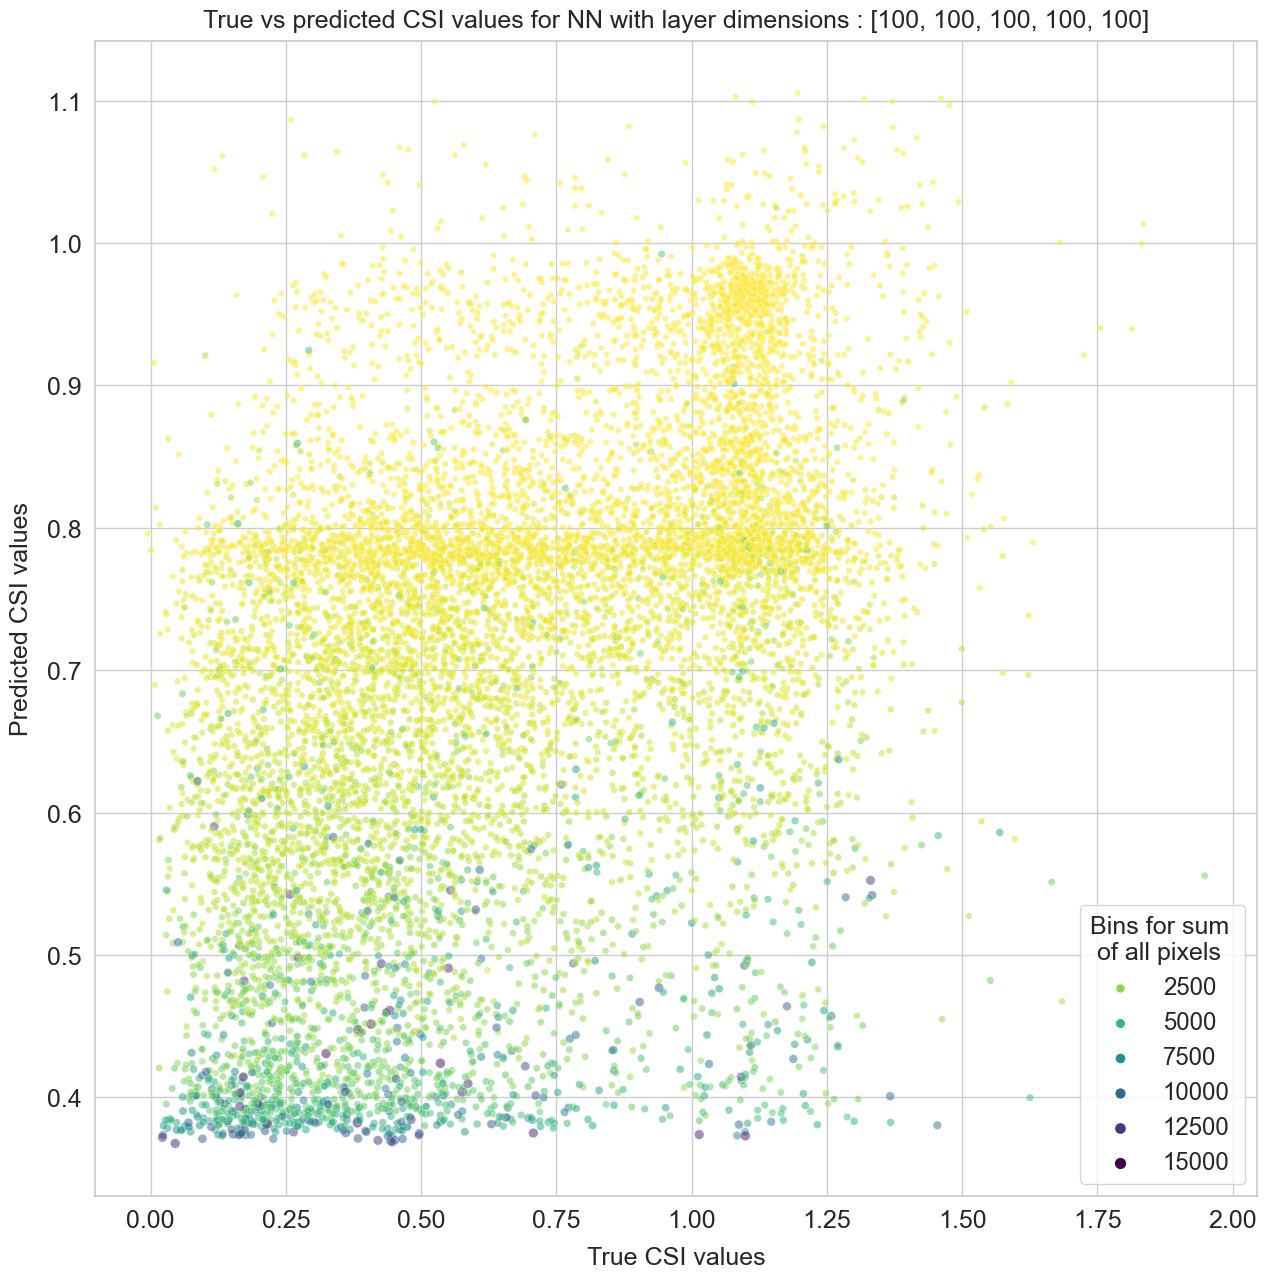 True vs predicted CSI values for NN with layer dimensions : [100, 100, 100, 100, 100]
1.1
1.0
0.9
0.8
0.7
0.6
0.5
0.4
Predicted CSI values
Bins for sum
of all pixels
2500
5000
7500
10000
12500
15000
0.00 0.25 0.50 0.75 1.00 1.25 1.50 1.75 2.00
True CSI values